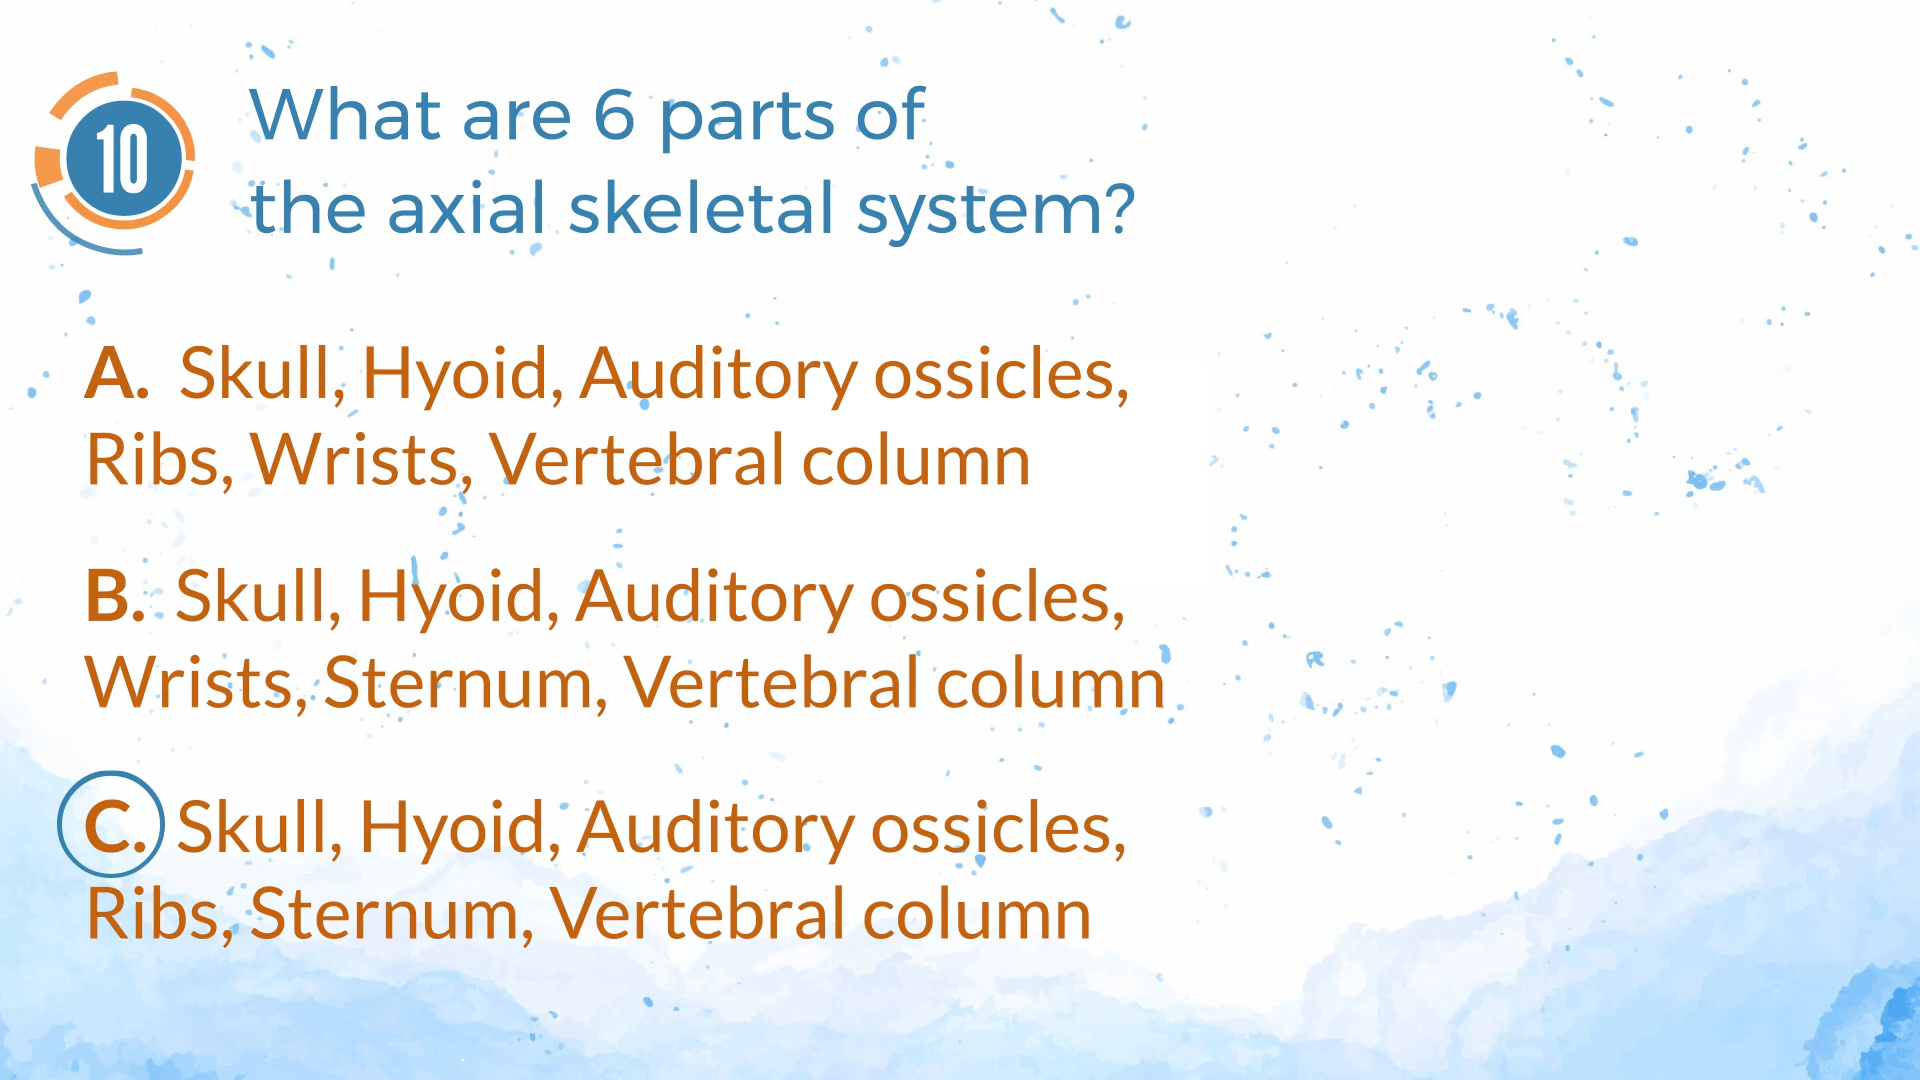 10
What are 6 parts of
the axial skeletal system?
A. Skull, Hyoid, Auditory ossicles,
Ribs, Wrists, Vertebral column
B. Skull, Hyoid, Auditory ossicles,
Wrists, Sternum, Vertebral column
C. Skull, Hyoid, Auditory ossicles,
Ribs, Sternum, Vertebral column